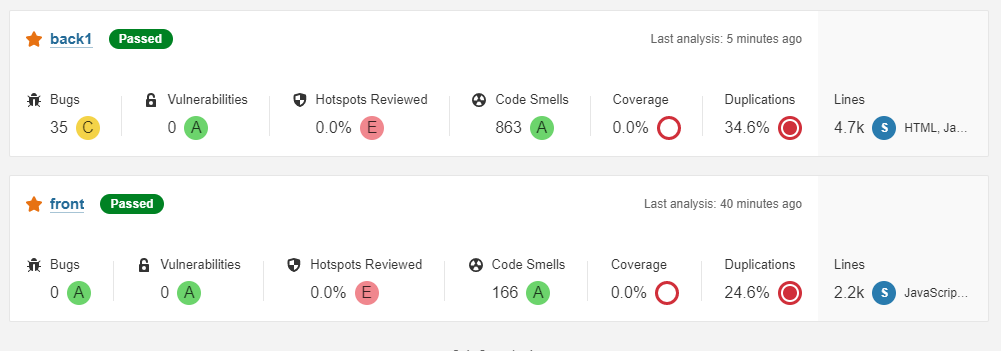 back1 Passed Last analysis: 5 minutes ago
Bugs Vulnerabilities Hotspots Reviewed Code Smells Coverage Duplications Lines
35 C 0 A 0.0% E 863 A 0.0% 34.6% 4.7k S HTML, Ja...
front Passed Last analysis: 40 minutes ago
Bugs Vulnerabilities Hotspots Reviewed Code Smells Coverage Duplications Lines
0 A 0 A 0.0% E 166 A 0.0% 24.6% 2.2k S JavaScrip...